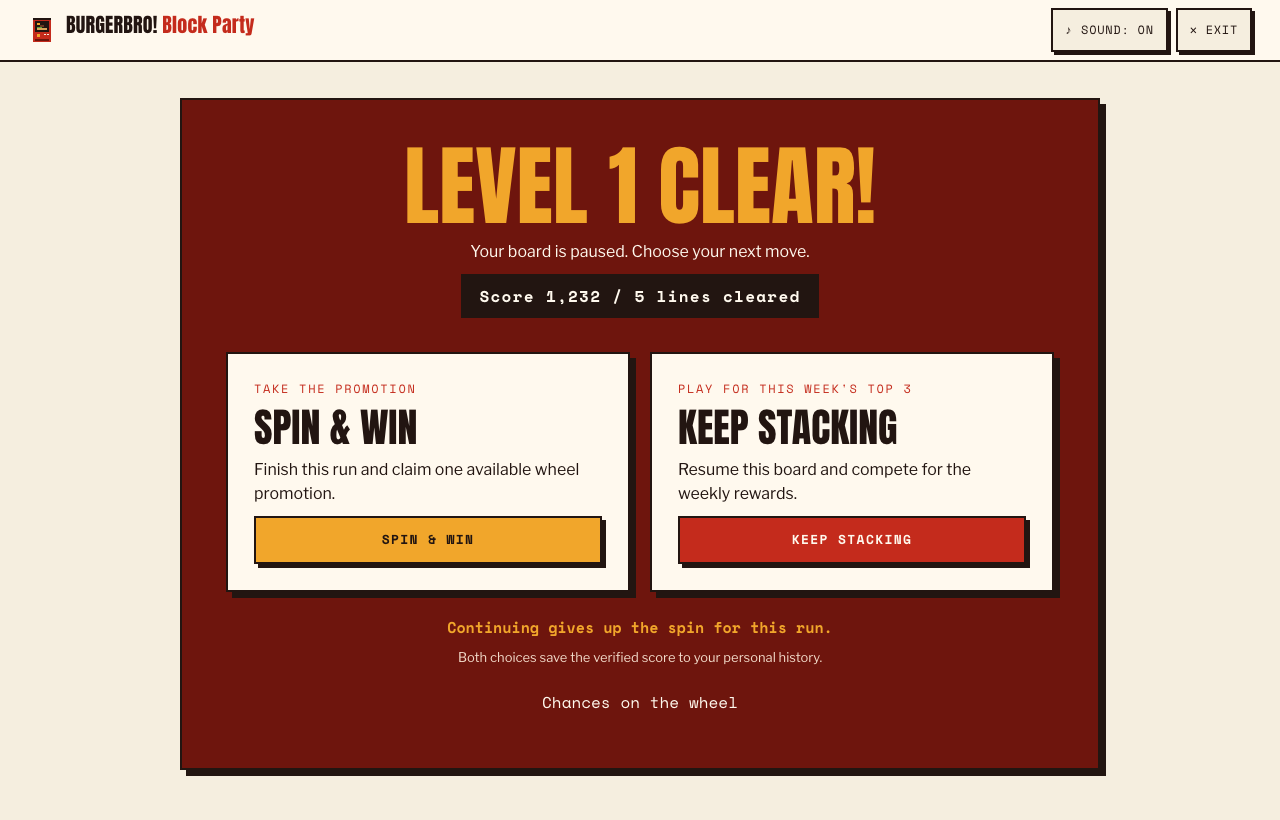 BURGERBRO! Block Party
♪ SOUND: ON
× EXIT
LEVEL 1 CLEAR!
Your board is paused. Choose your next move.
Score 1,232 / 5 lines cleared
TAKE THE PROMOTION
SPIN & WIN
Finish this run and claim one available wheel
promotion.
SPIN & WIN
PLAY FOR THIS WEEK'S TOP 3
KEEP STACKING
Resume this board and compete for the
weekly rewards.
KEEP STACKING
Continuing gives up the spin for this run.
Both choices save the verified score to your personal history.
Chances on the wheel